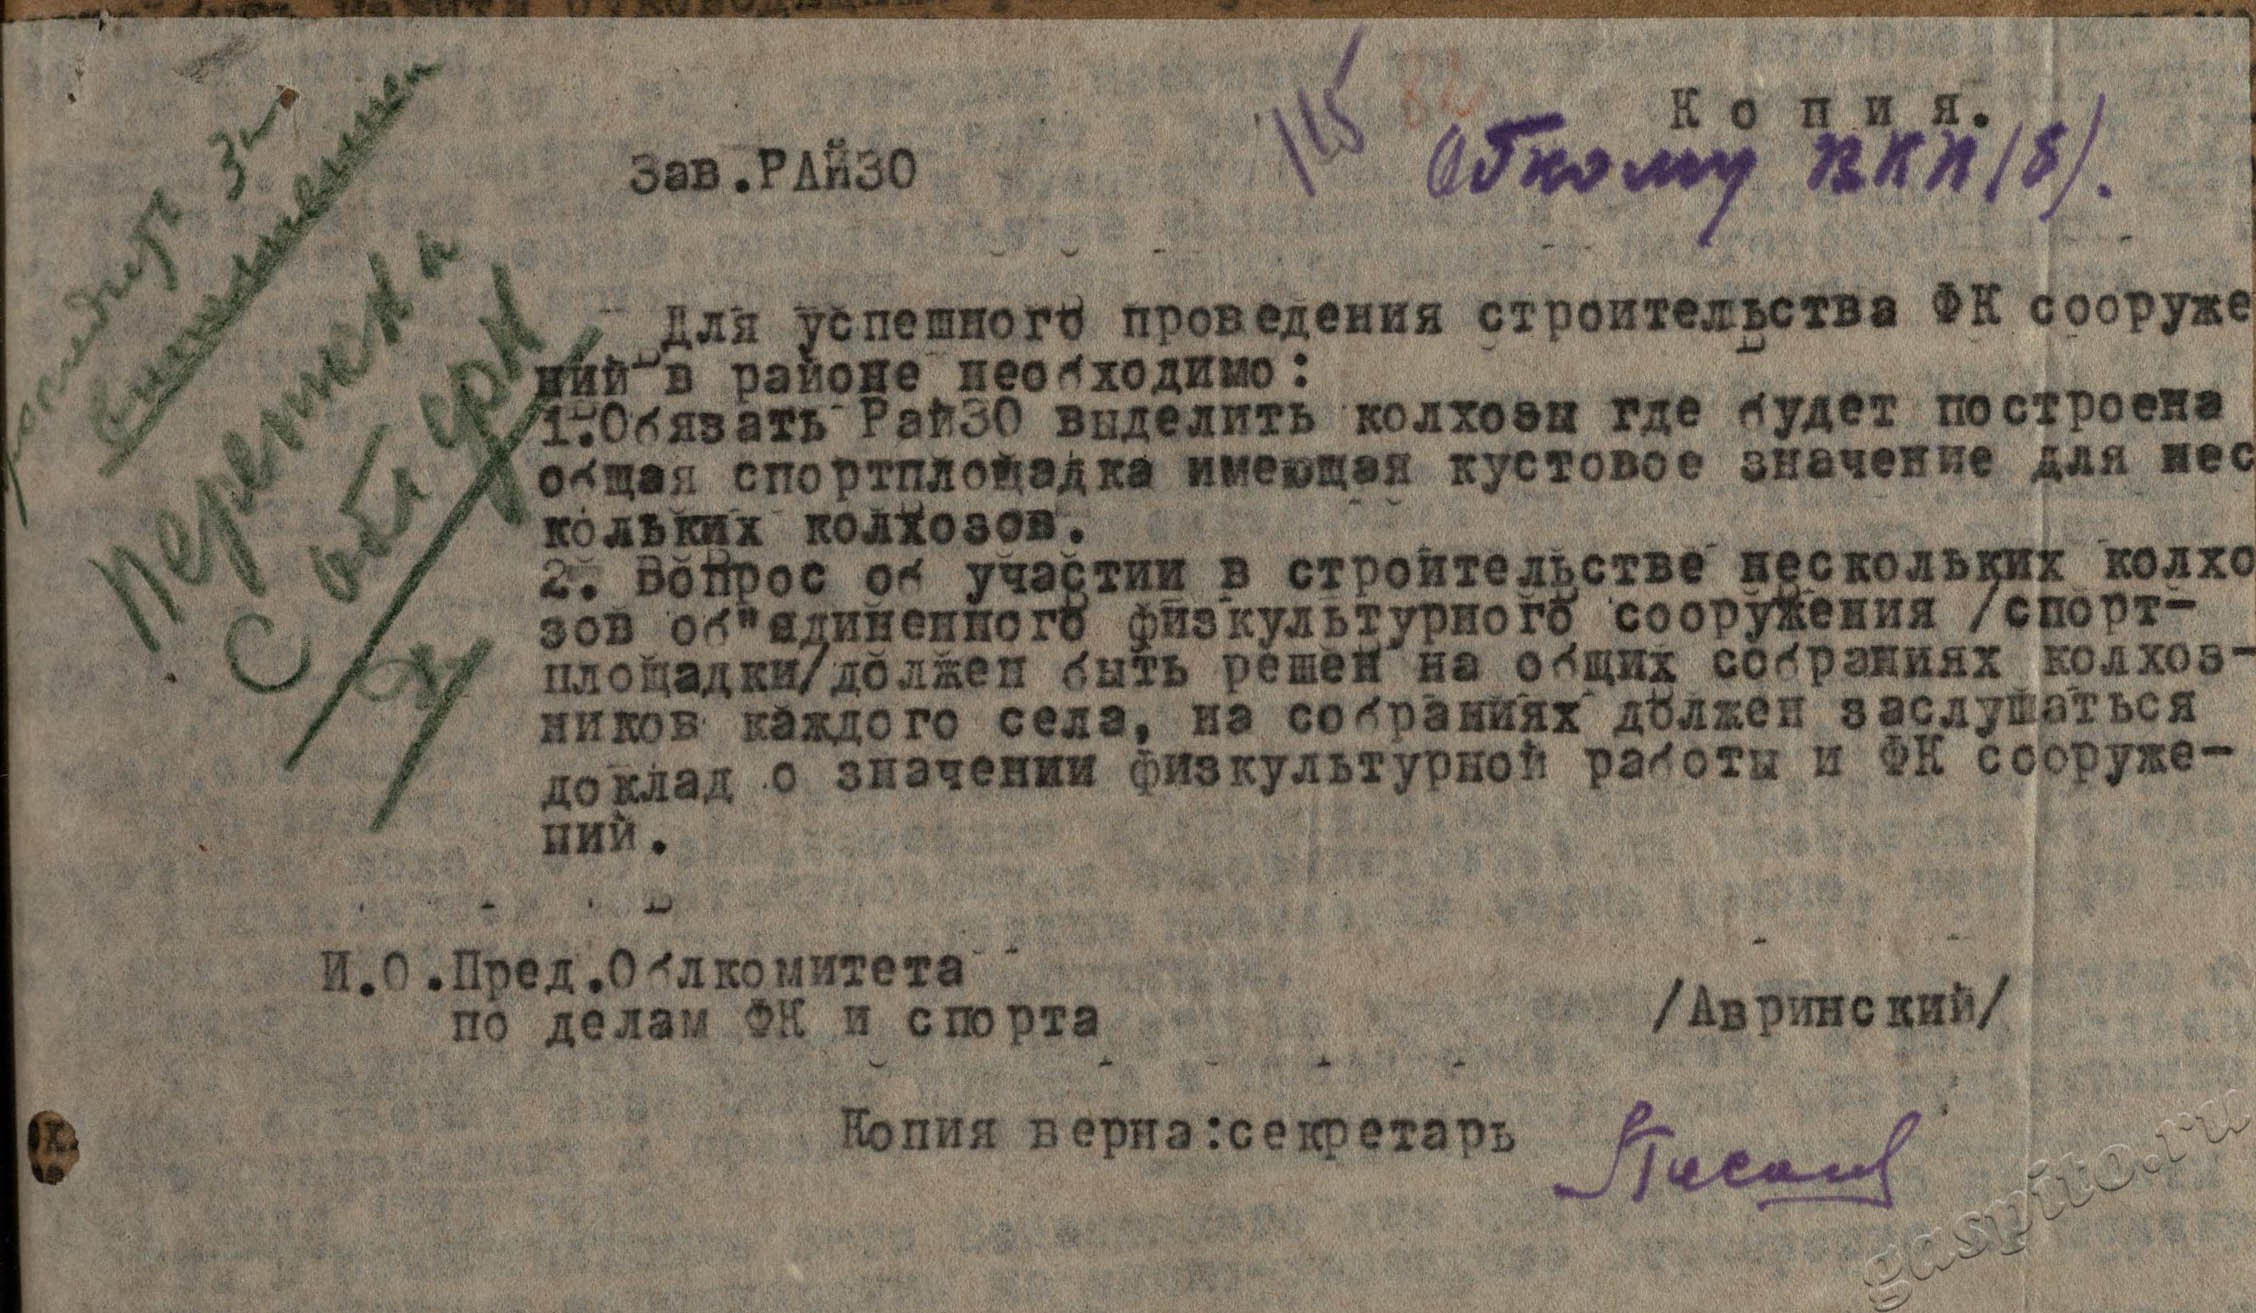 Копия.
145 82
Обкому ВКП(б).
Зав.РАЙЗО
Переписка
с обл
Для успешного проведения строительства ФК сооруже
ний в районе необходимо:
1.Обязать РайЗО выделить колхозы где будет построена
общая спортплощадка имеющая кустовое значение для нес
кольких колхозов.
2. Вопрос об участии в строительстве нескольких колхо
зов об"единенного физкультурного сооружения /спорт-
площадки/должен быть решен на общих собраниях колхоз-
ников каждого села, на собраниях должен заслушаться
доклад о значении физкультурной работы и ФК сооруже-
ний.
И.О.Пред.Облкомитета
по делам ФК и спорта
/Авринский/
Копия верна:секретарь
gaspito.ru